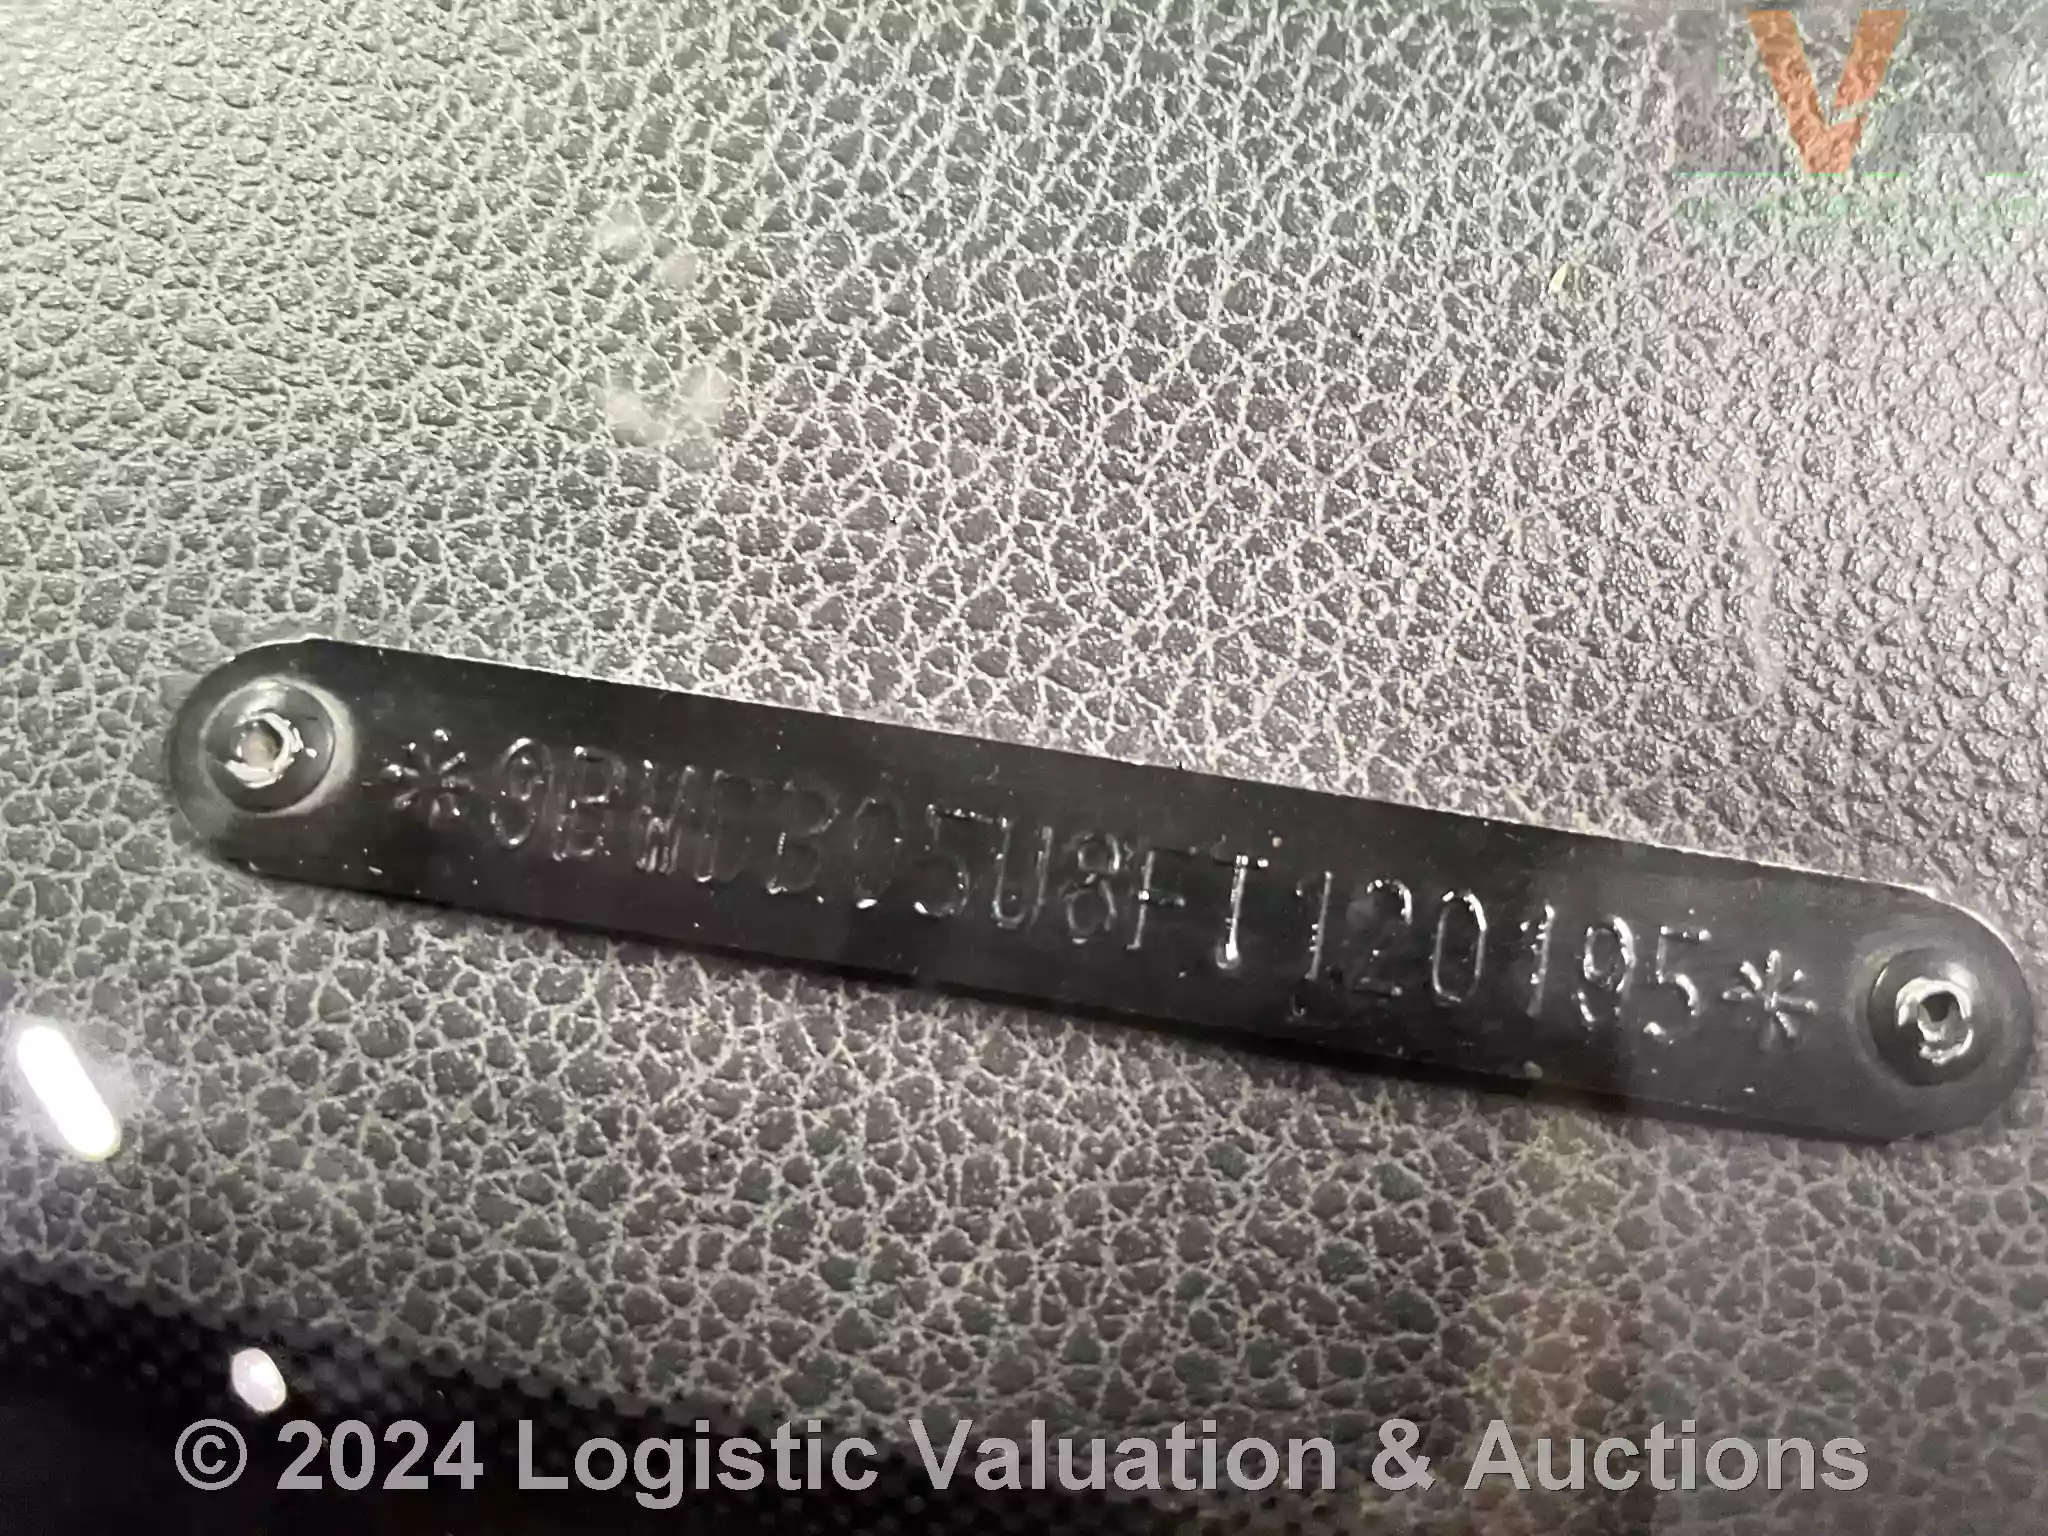 *9BWDB05U8FT120195*
© 2024 Logistic Valuation & Auctions